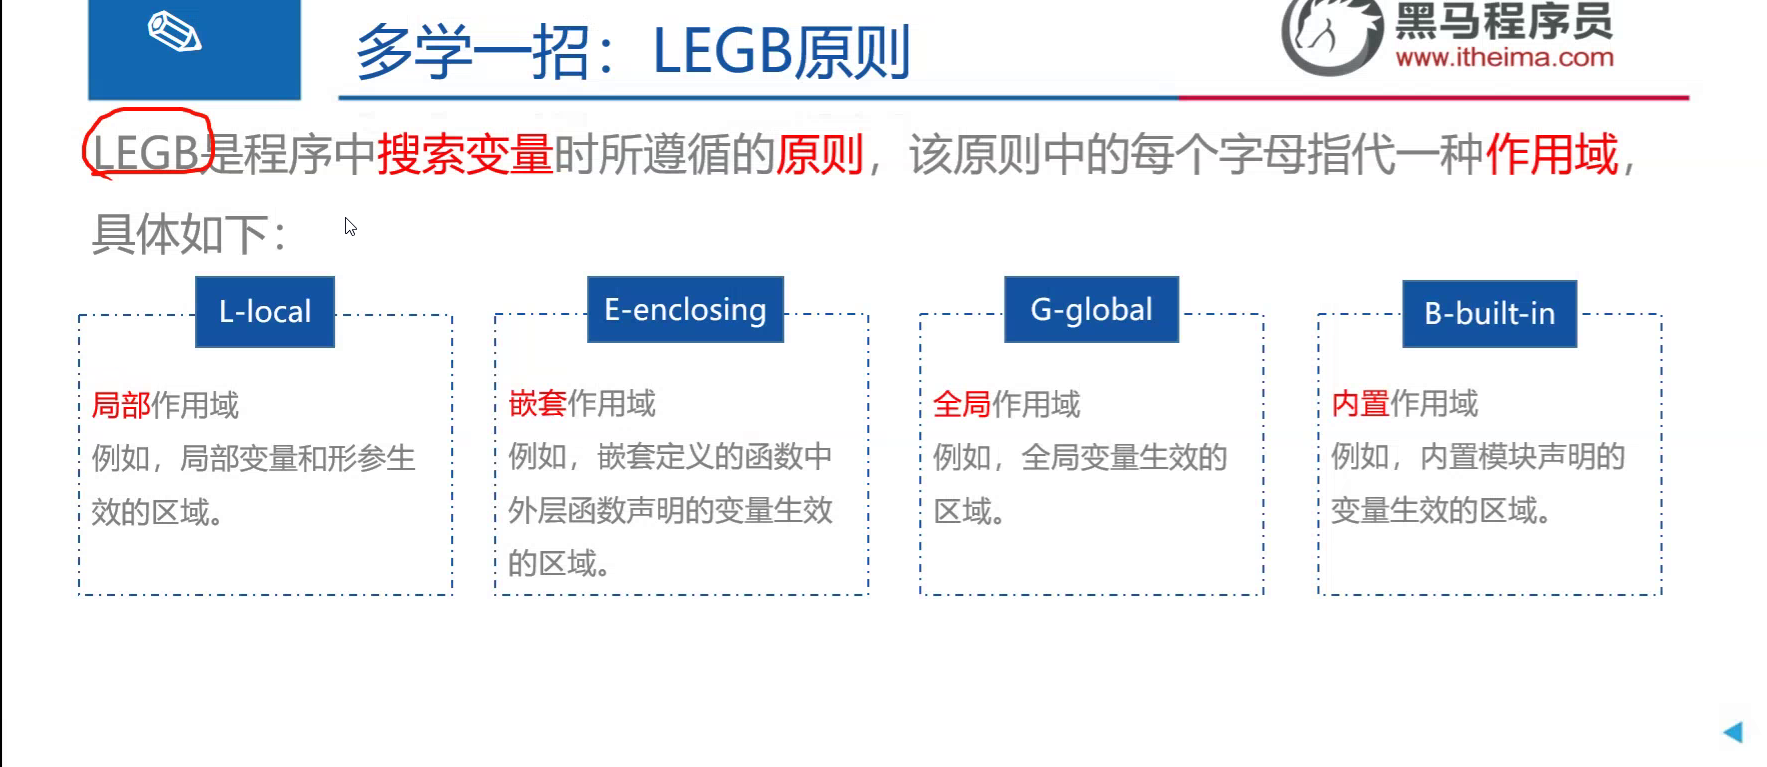 多学一招：LEGB原则
黑马程序员
www.itheima.com
LEGB是程序中搜索变量时所遵循的原则，该原则中的每个字母指代一种作用域，
具体如下：
L-local
局部作用域
例如，局部变量和形参生
效的区域。
E-enclosing
嵌套作用域
例如，嵌套定义的函数中
外层函数声明的变量生效
的区域。
G-global
全局作用域
例如，全局变量生效的
区域。
B-built-in
内置作用域
例如，内置模块声明的
变量生效的区域。